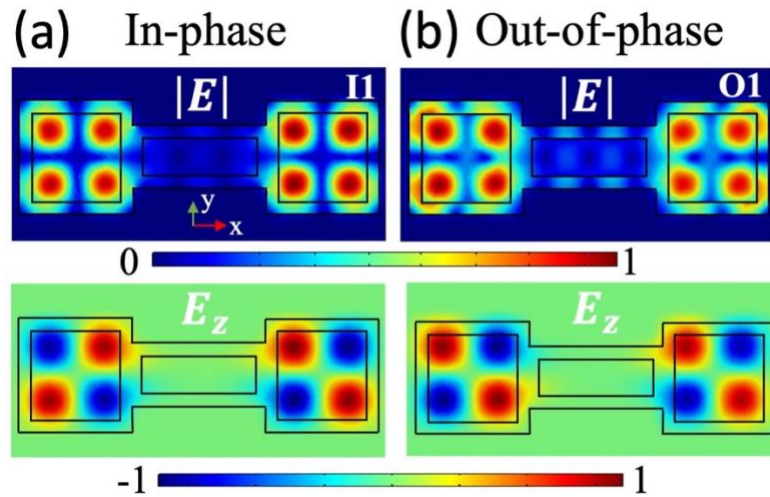 (a) In-phase
(b) Out-of-phase
|E|
I1
|E|
O1
y
x
0
1
E_z
E_z
-1
1